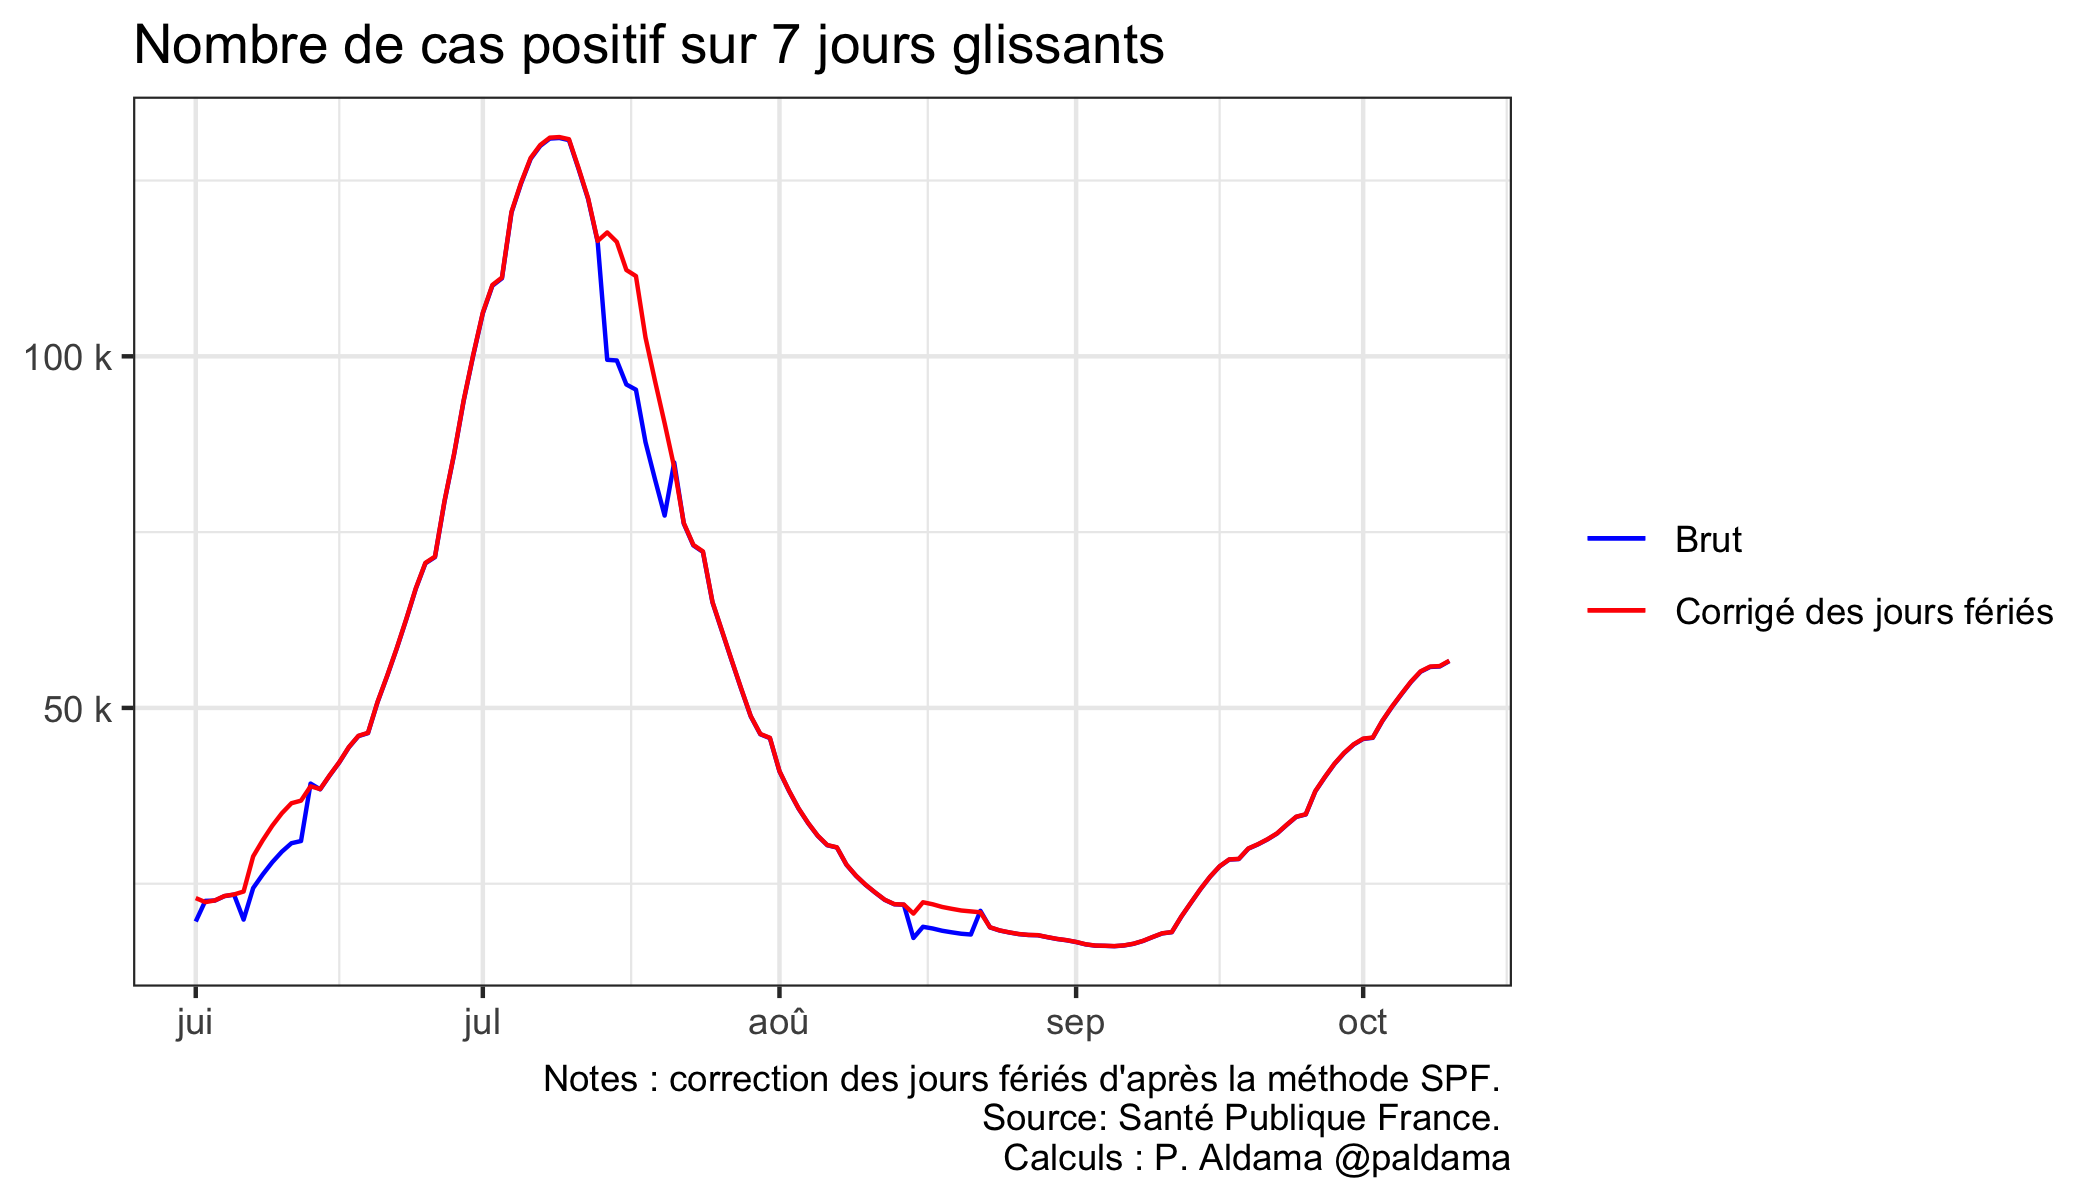 Nombre de cas positif sur 7 jours glissants
100 k
50 k
jui
jul
aoû
sep
oct
Brut
Corrigé des jours fériés
Notes : correction des jours fériés d'après la méthode SPF.
Source: Santé Publique France.
Calculs : P. Aldama @paldama